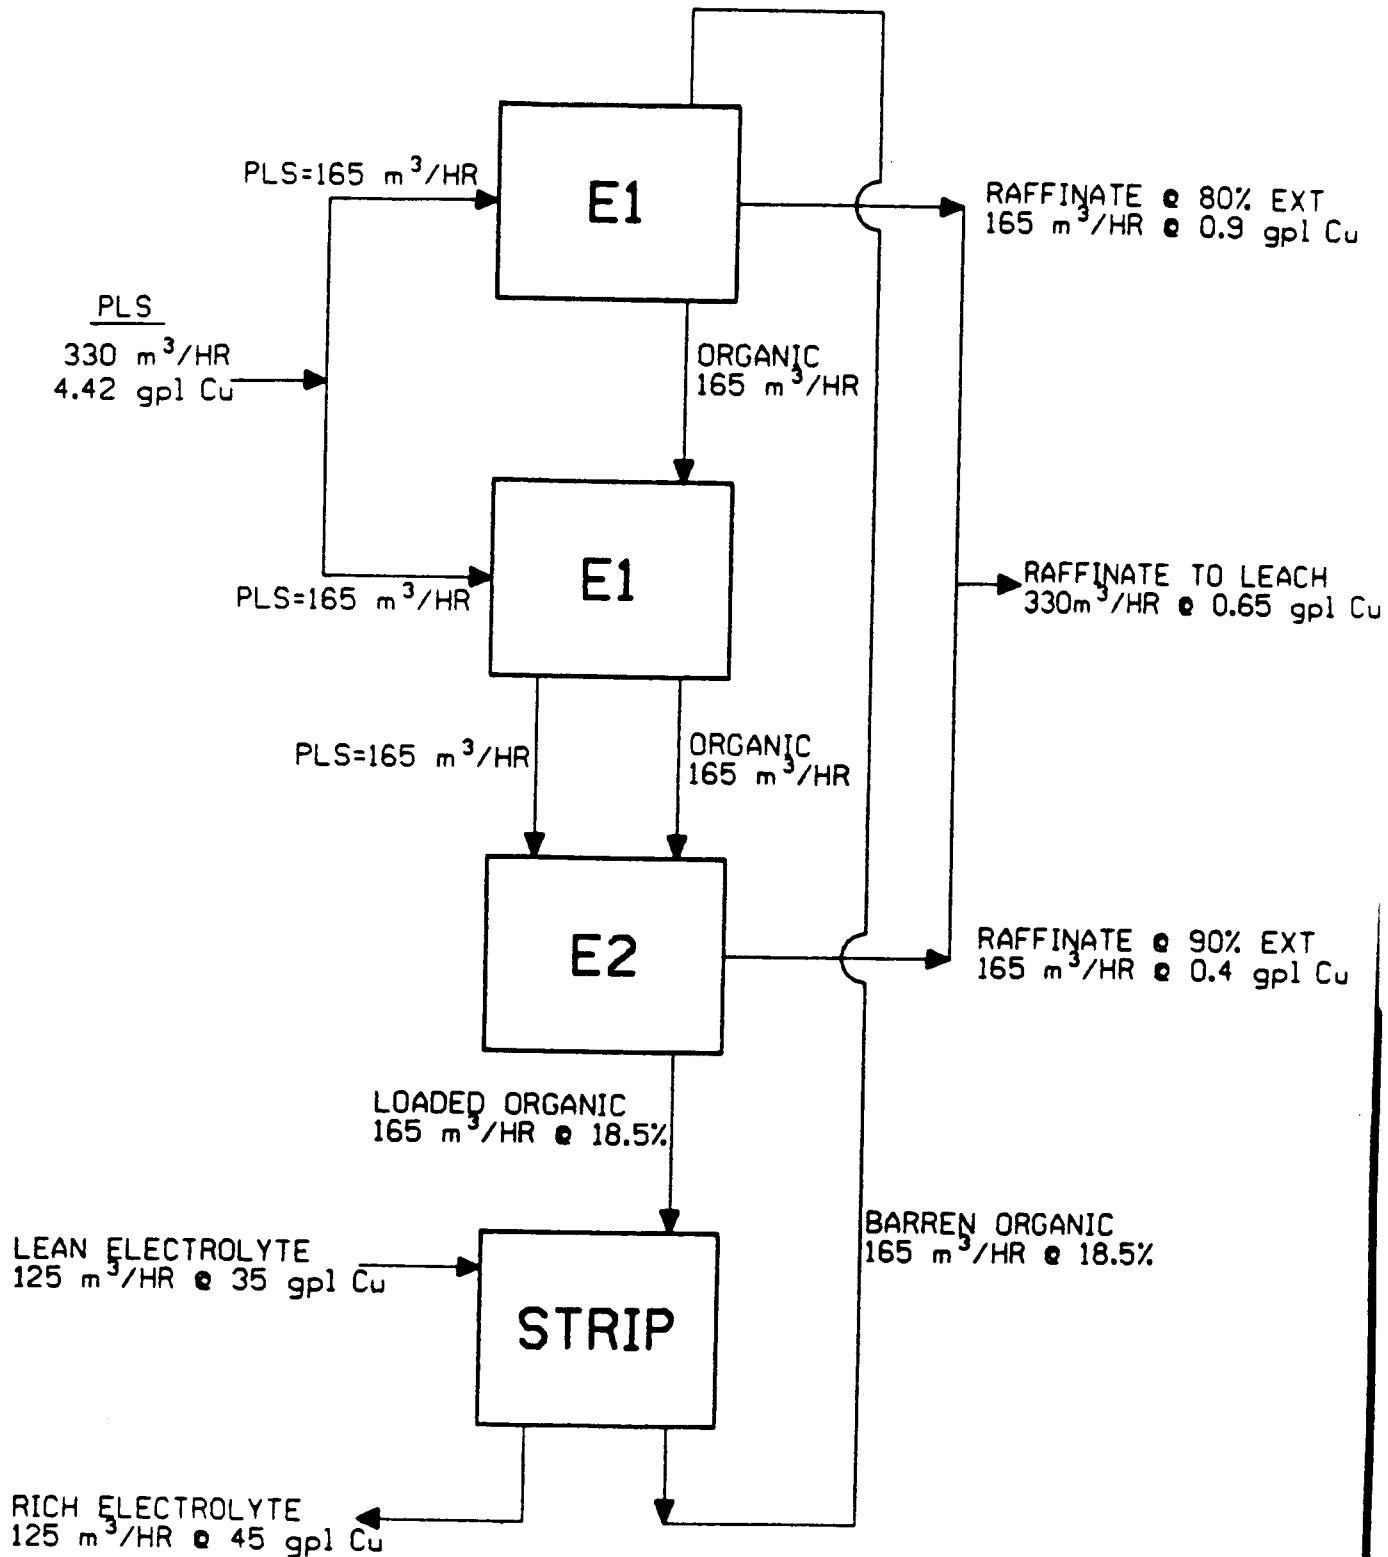 E1
PLS=165 m³/HR
RAFFINATE @ 80% EXT
165 m³/HR @ 0.9 gpl Cu
PLS
330 m³/HR
4.42 gpl Cu
ORGANIC
165 m³/HR
E1
PLS=165 m³/HR
RAFFINATE TO LEACH
330m³/HR @ 0.65 gpl Cu
PLS=165 m³/HR
ORGANIC
165 m³/HR
E2
RAFFINATE @ 90% EXT
165 m³/HR @ 0.4 gpl Cu
LOADED ORGANIC
165 m³/HR @ 18.5%
BARREN ORGANIC
165 m³/HR @ 18.5%
LEAN ELECTROLYTE
125 m³/HR @ 35 gpl Cu
STRIP
RICH ELECTROLYTE
125 m³/HR @ 45 gpl Cu